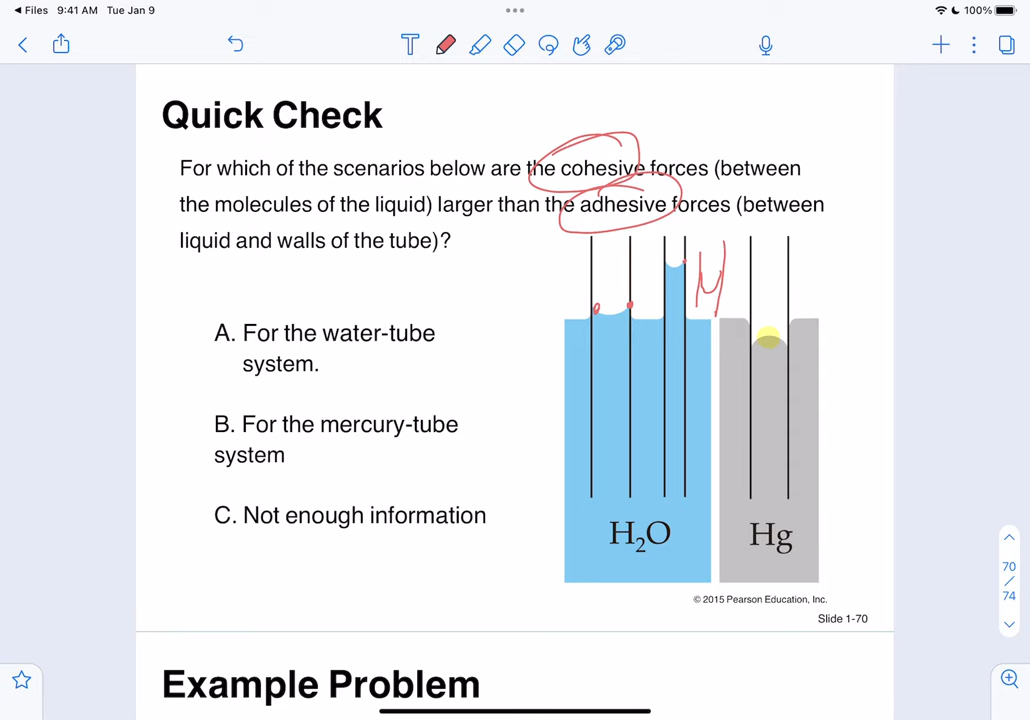 Files 9:41 AM Tue Jan 9 100%
Quick Check
For which of the scenarios below are the cohesive forces (between
the molecules of the liquid) larger than the adhesive forces (between
liquid and walls of the tube)?
A. For the water-tube
system.
B. For the mercury-tube
system
C. Not enough information
H₂O
Hg
© 2015 Pearson Education, Inc.
Slide 1-70
70
/
74
Example Problem